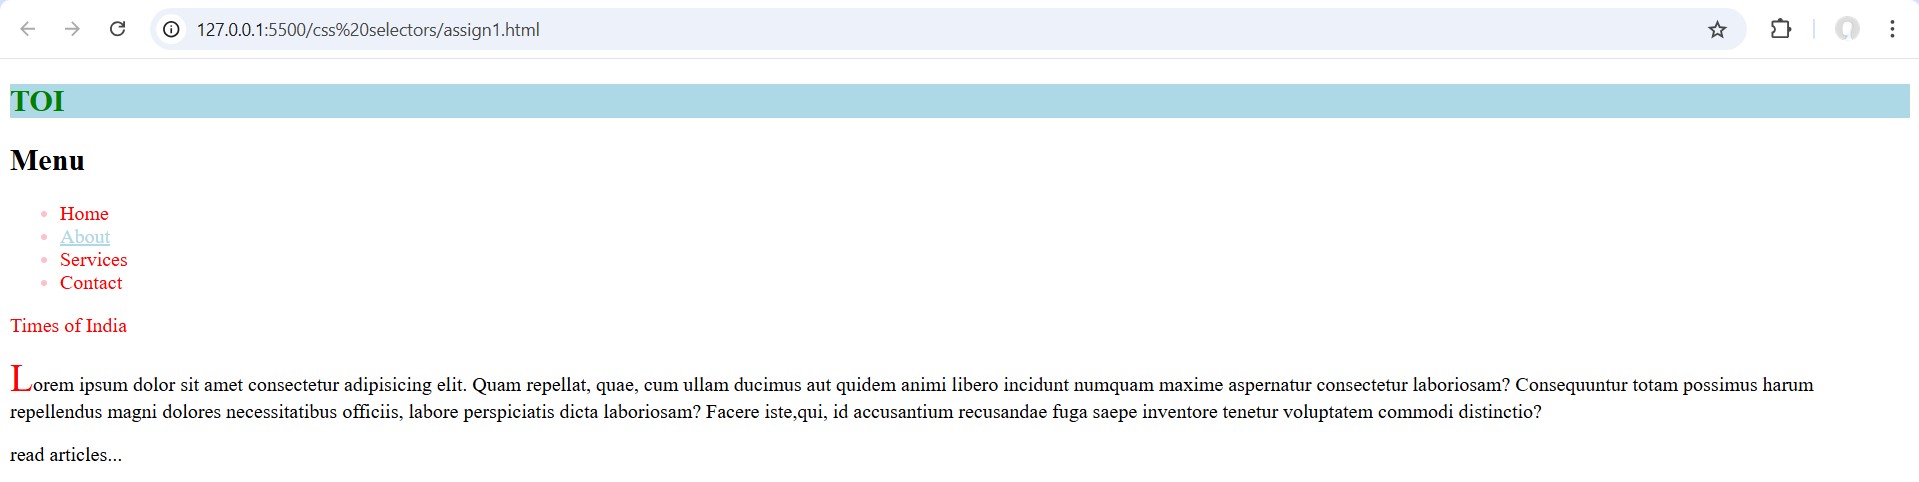 127.0.0.1:5500/css%20selectors/assign1.html
TOI
Menu
Home
About
Services
Contact
Times of India
Lorem ipsum dolor sit amet consectetur adipisicing elit. Quam repellat, quae, cum ullam ducimus aut quidem animi libero incidunt numquam maxime aspernatur consectetur laboriosam? Consequuntur totam possimus harum
repellendus magni dolores necessitatibus officiis, labore perspiciatis dicta laboriosam? Facere iste,qui, id accusantium recusandae fuga saepe inventore tenetur voluptatem commodi distinctio?
read articles...